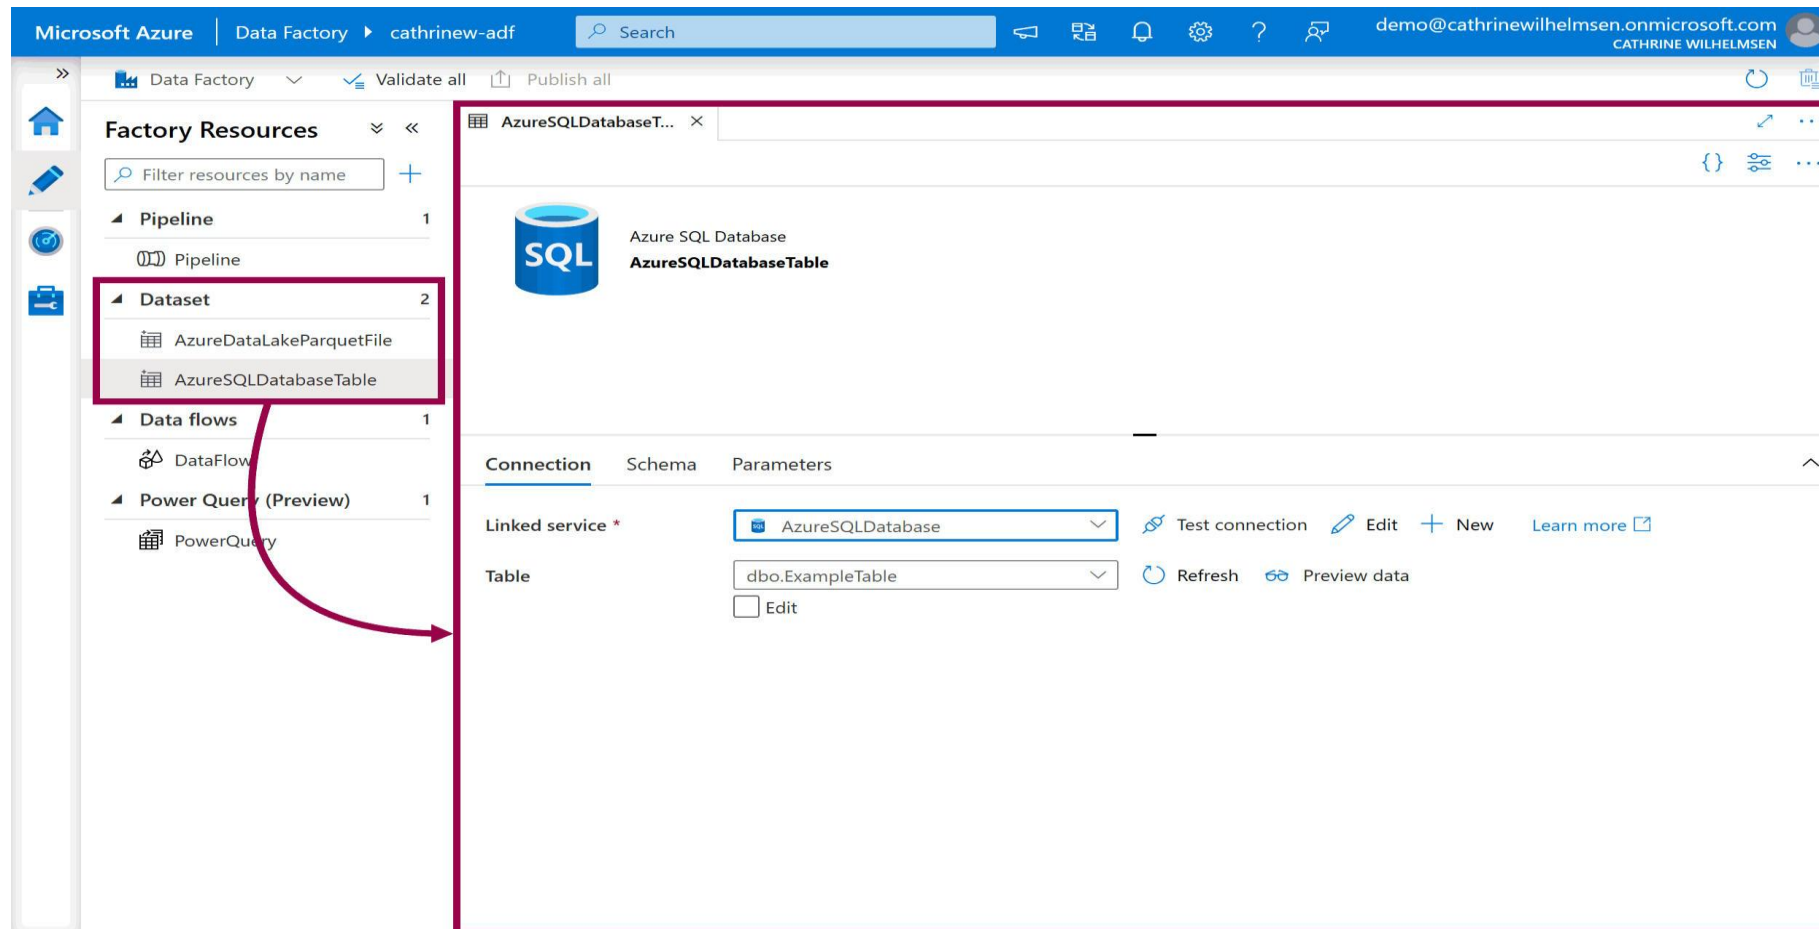 Microsoft Azure Data Factory cathrinew-adf Search demo@cathrinewilhelmsen.onmicrosoft.com
CATHRINE WILHELMSEN
Data Factory Validate all Publish all
Factory Resources
Filter resources by name
Pipeline 1
Pipeline
Dataset 2
AzureDataLakeParquetFile
AzureSQLDatabaseTable
Data flows 1
DataFlow
Power Query (Preview) 1
PowerQuery
AzureSQLDatabaseT...
SQL
Azure SQL Database
AzureSQLDatabaseTable
Connection Schema Parameters
Linked service * AzureSQLDatabase Test connection Edit New Learn more
Table dbo.ExampleTable Refresh Preview data
Edit